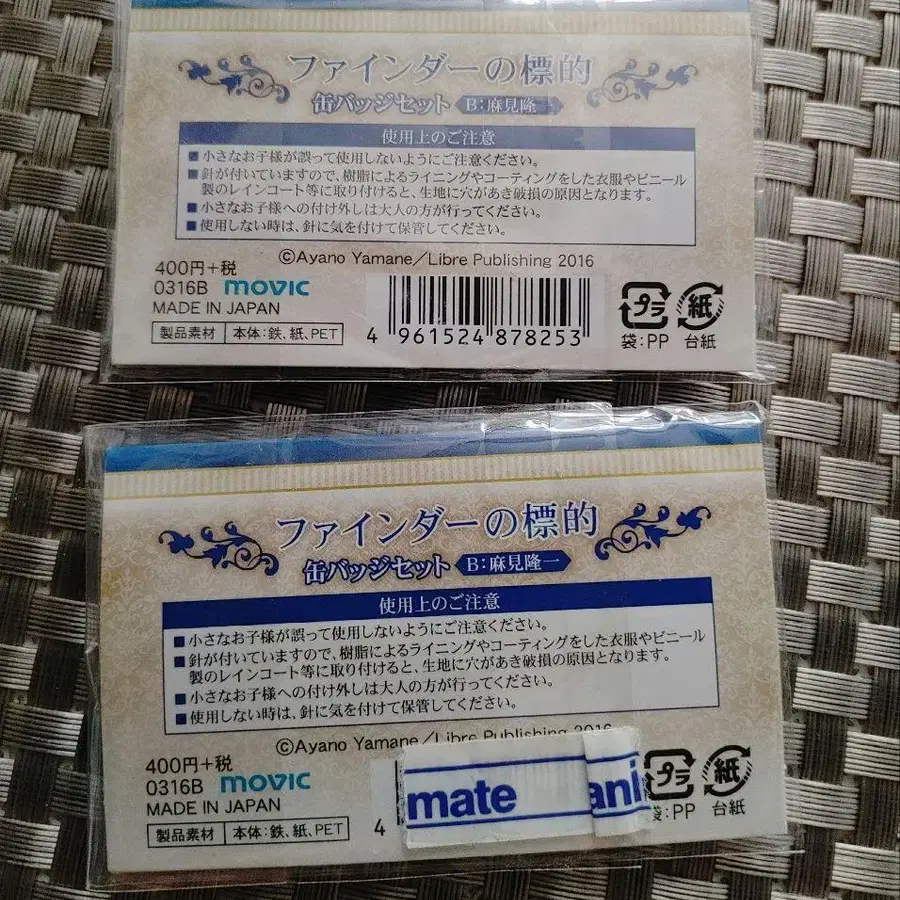 ファインダーの標的
缶バッジセット B:麻見隆一
使用上のご注意
■小さなお子様が誤って使用しないようにご注意ください。
■針が付いていますので、樹脂によるライニングやコーティングをした衣服やビニール
製のレインコート等に取り付けると、生地に穴があき破損の原因となります。
■小さなお子様への付け外しは大人の方が行ってください。
■使用しない時は、針に気を付けて保管してください。
©Ayano Yamane/Libre Publishing 2016
400円+税
0316B movic
MADE IN JAPAN
製品素材 本体:鉄、紙、PET
4 961524 878253
プラ 紙
袋:PP 台紙
ファインダーの標的
缶バッジセット B:麻見隆一
使用上のご注意
■小さなお子様が誤って使用しないようにご注意ください。
■針が付いていますので、樹脂によるライニングやコーティングをした衣服やビニール
製のレインコート等に取り付けると、生地に穴があき破損の原因となります。
■小さなお子様への付け外しは大人の方が行ってください。
■使用しない時は、針に気を付けて保管してください。
©Ayano Yamane/Libre Publishing 2016
400円+税
0316B movic
MADE IN JAPAN
製品素材 本体:鉄、紙、PET
4
mate ani
プラ 紙
袋:PP 台紙